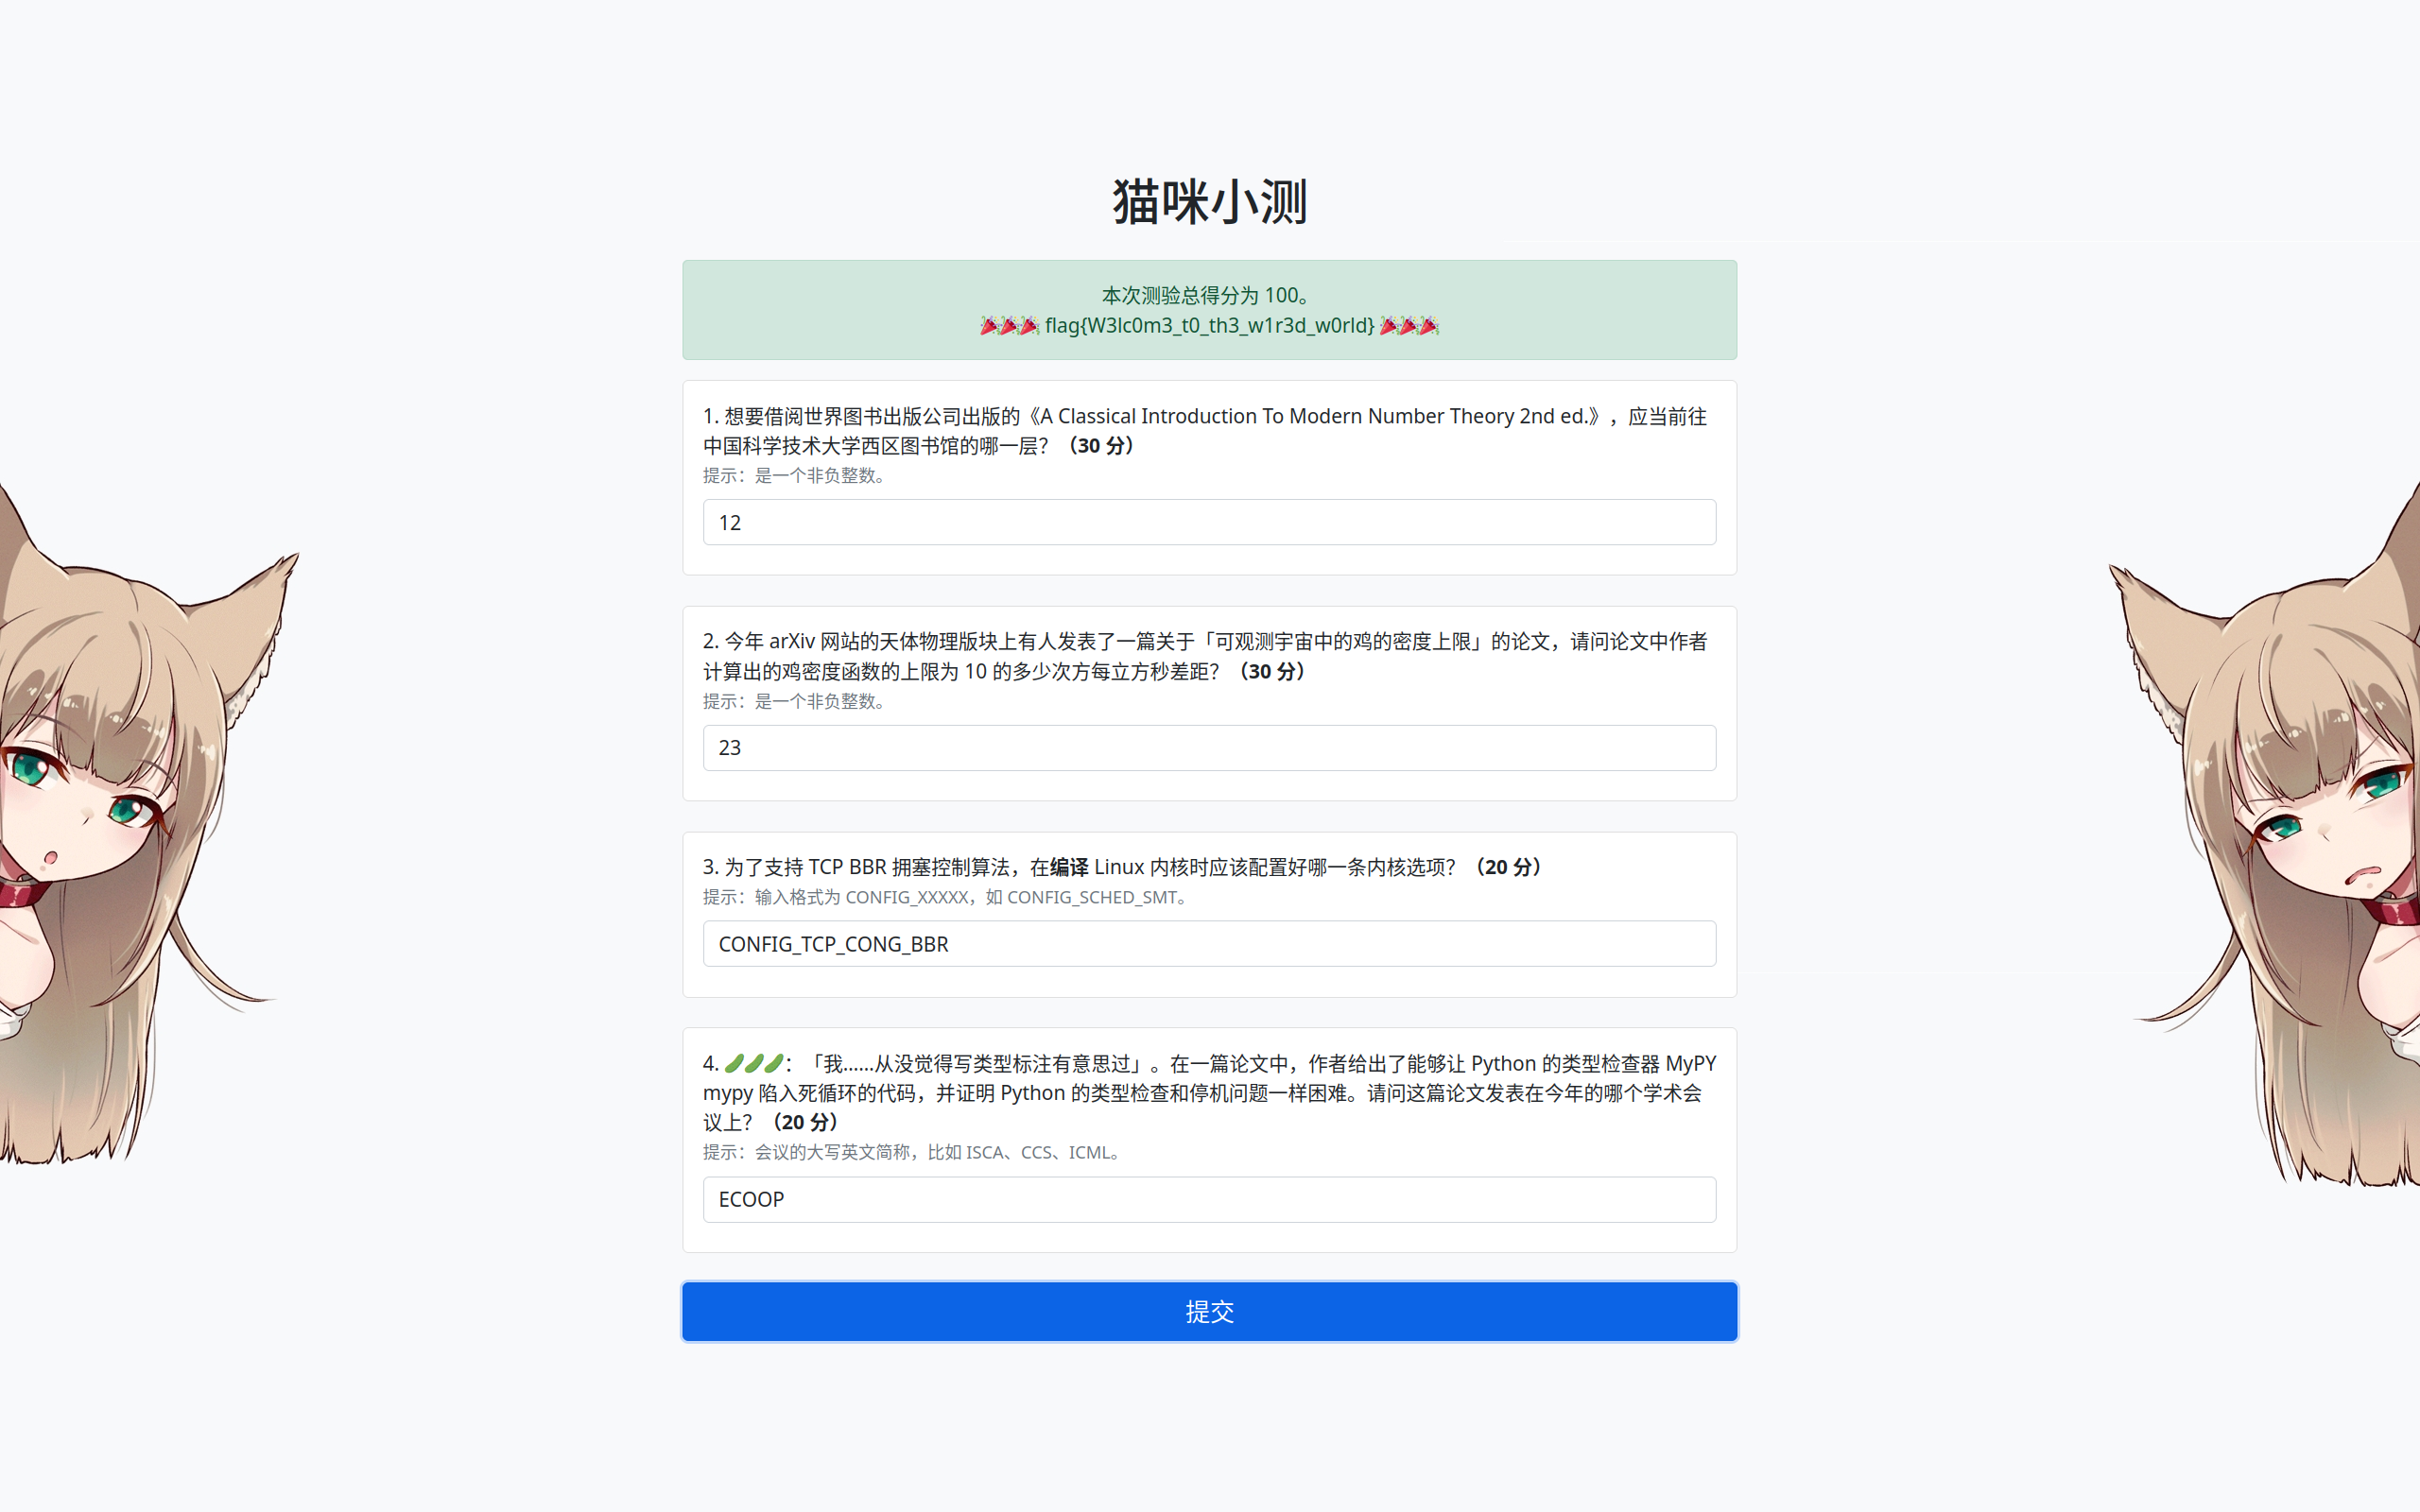 猫咪小测
本次测验总得分为 100。
🎉🎉🎉 flag{W3lc0m3_t0_th3_w1r3d_w0rld} 🎉🎉🎉
1. 想要借阅世界图书出版公司出版的《A Classical Introduction To Modern Number Theory 2nd ed.》，应当前往
中国科学技术大学西区图书馆的哪一层？（30 分）
提示：是一个非负整数。
12
2. 今年 arXiv 网站的天体物理版块上有人发表了一篇关于「可观测宇宙中的鸡的密度上限」的论文，请问论文中作者
计算出的鸡密度函数的上限为 10 的多少次方每立方秒差距？（30 分）
提示：是一个非负整数。
23
3. 为了支持 TCP BBR 拥塞控制算法，在编译 Linux 内核时应该配置好哪一条内核选项？（20 分）
提示：输入格式为 CONFIG_XXXXX，如 CONFIG_SCHED_SMT。
CONFIG_TCP_CONG_BBR
4. 🥒🥒🥒：「我……从没觉得写类型标注有意思过」。在一篇论文中，作者给出了能够让 Python 的类型检查器 MyPY
mypy 陷入死循环的代码，并证明 Python 的类型检查和停机问题一样困难。请问这篇论文发表在今年的哪个学术会
议上？（20 分）
提示：会议的大写英文简称，比如 ISCA、CCS、ICML。
ECOOP
提交